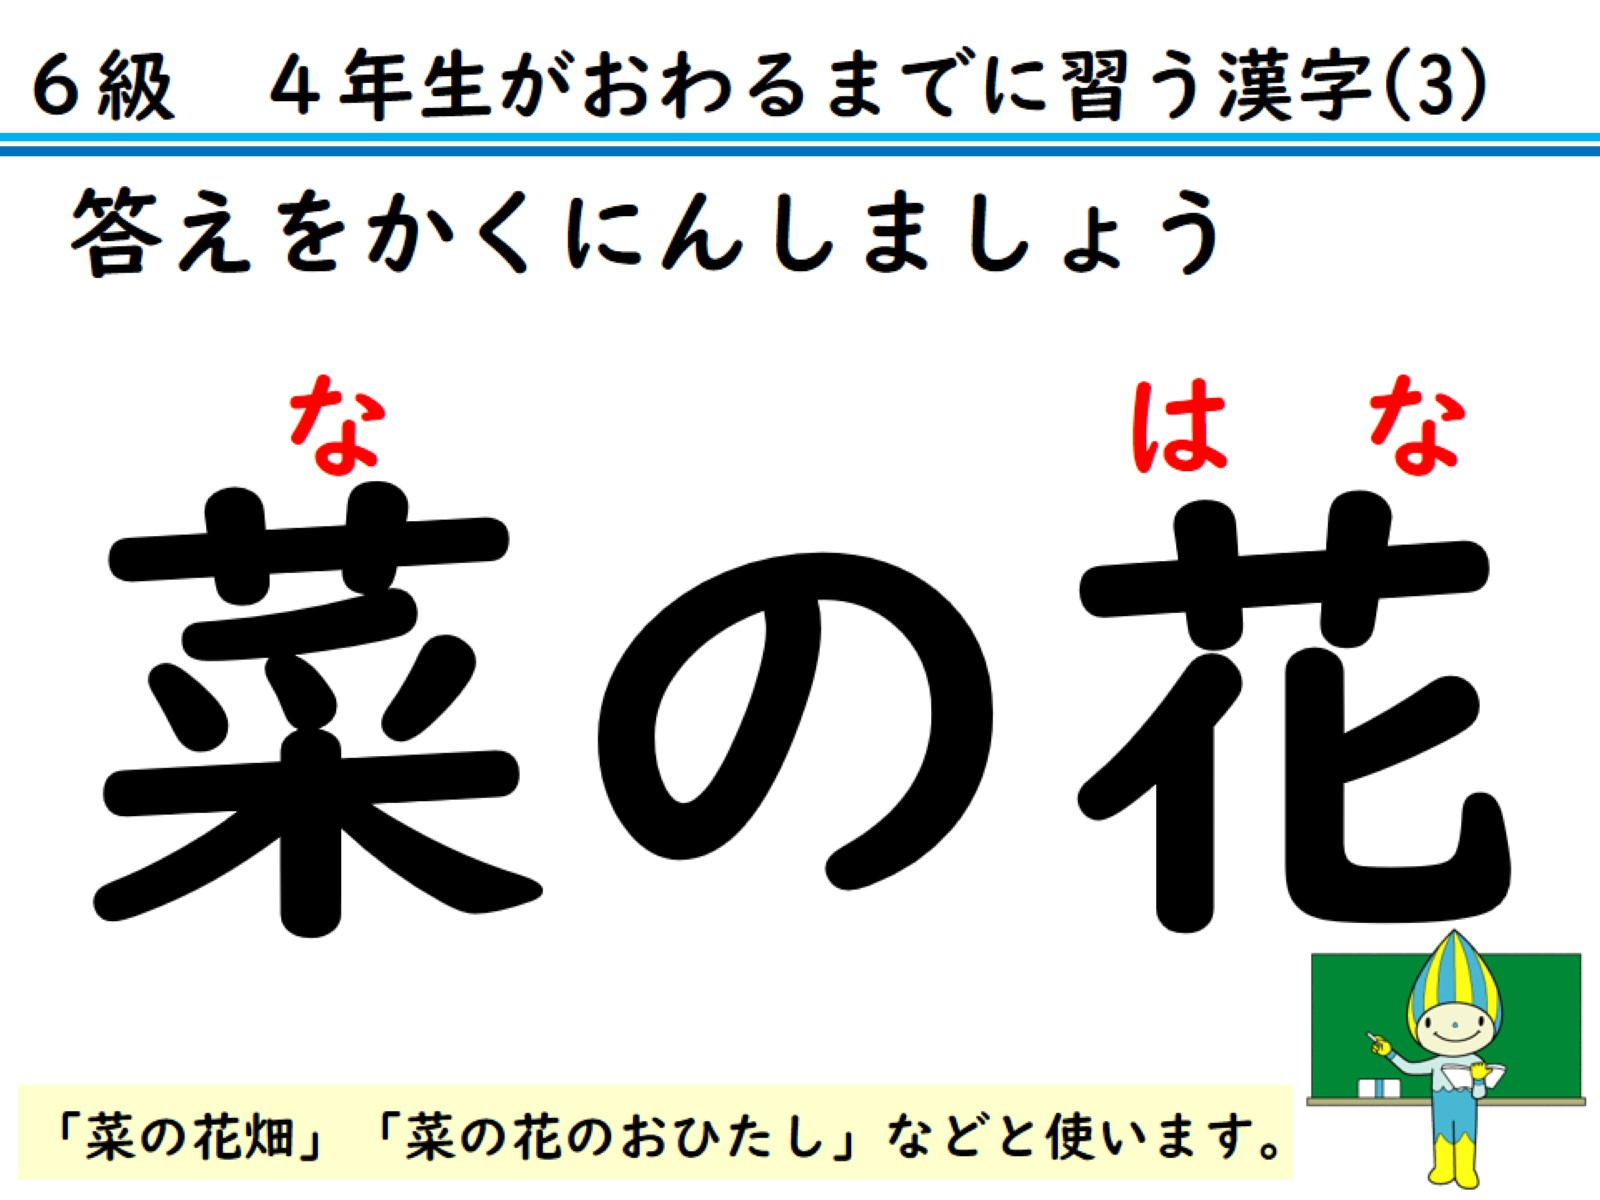 ６級　４年生がおわるまでに習う漢字(3)
答えをかくにんしましょう
な　はな
菜の花
「菜の花畑」「菜の花のおひたし」などと使います。